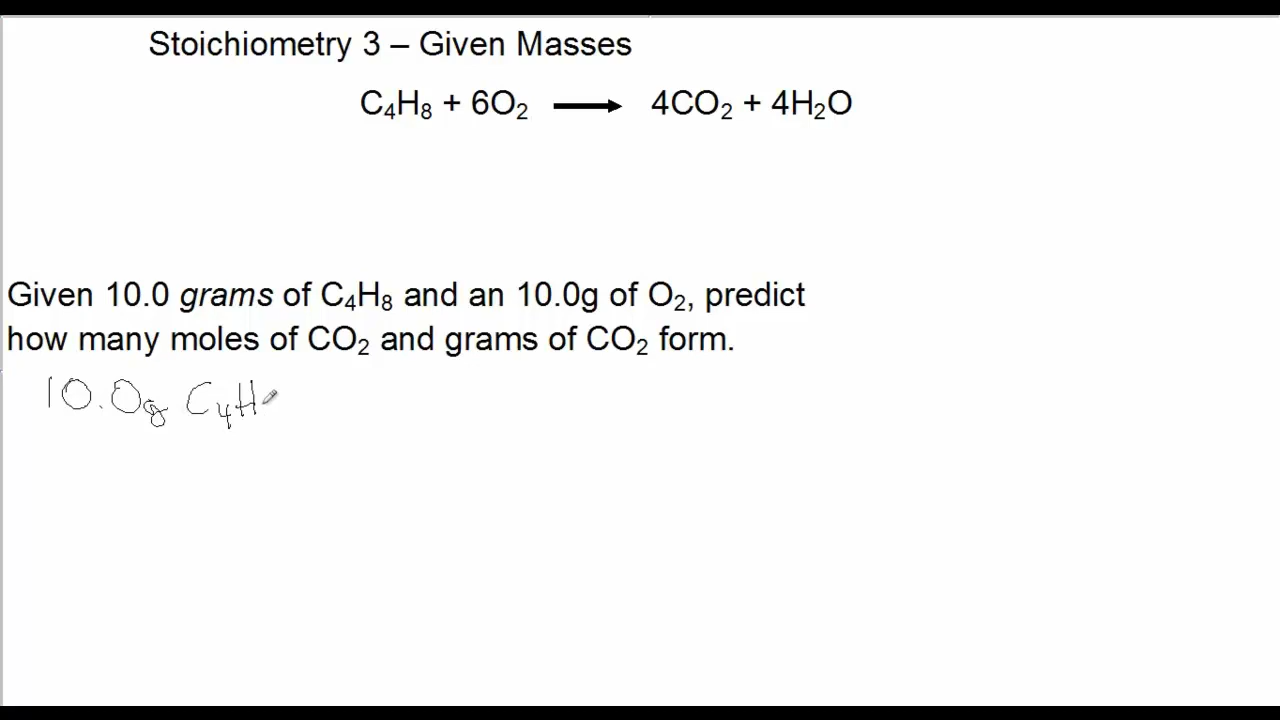 Stoichiometry 3 – Given Masses
C₄H₈ + 6O₂ ⟶ 4CO₂ + 4H₂O
Given 10.0 grams of C₄H₈ and an 10.0g of O₂, predict
how many moles of CO₂ and grams of CO₂ form.
10.0g C₄H